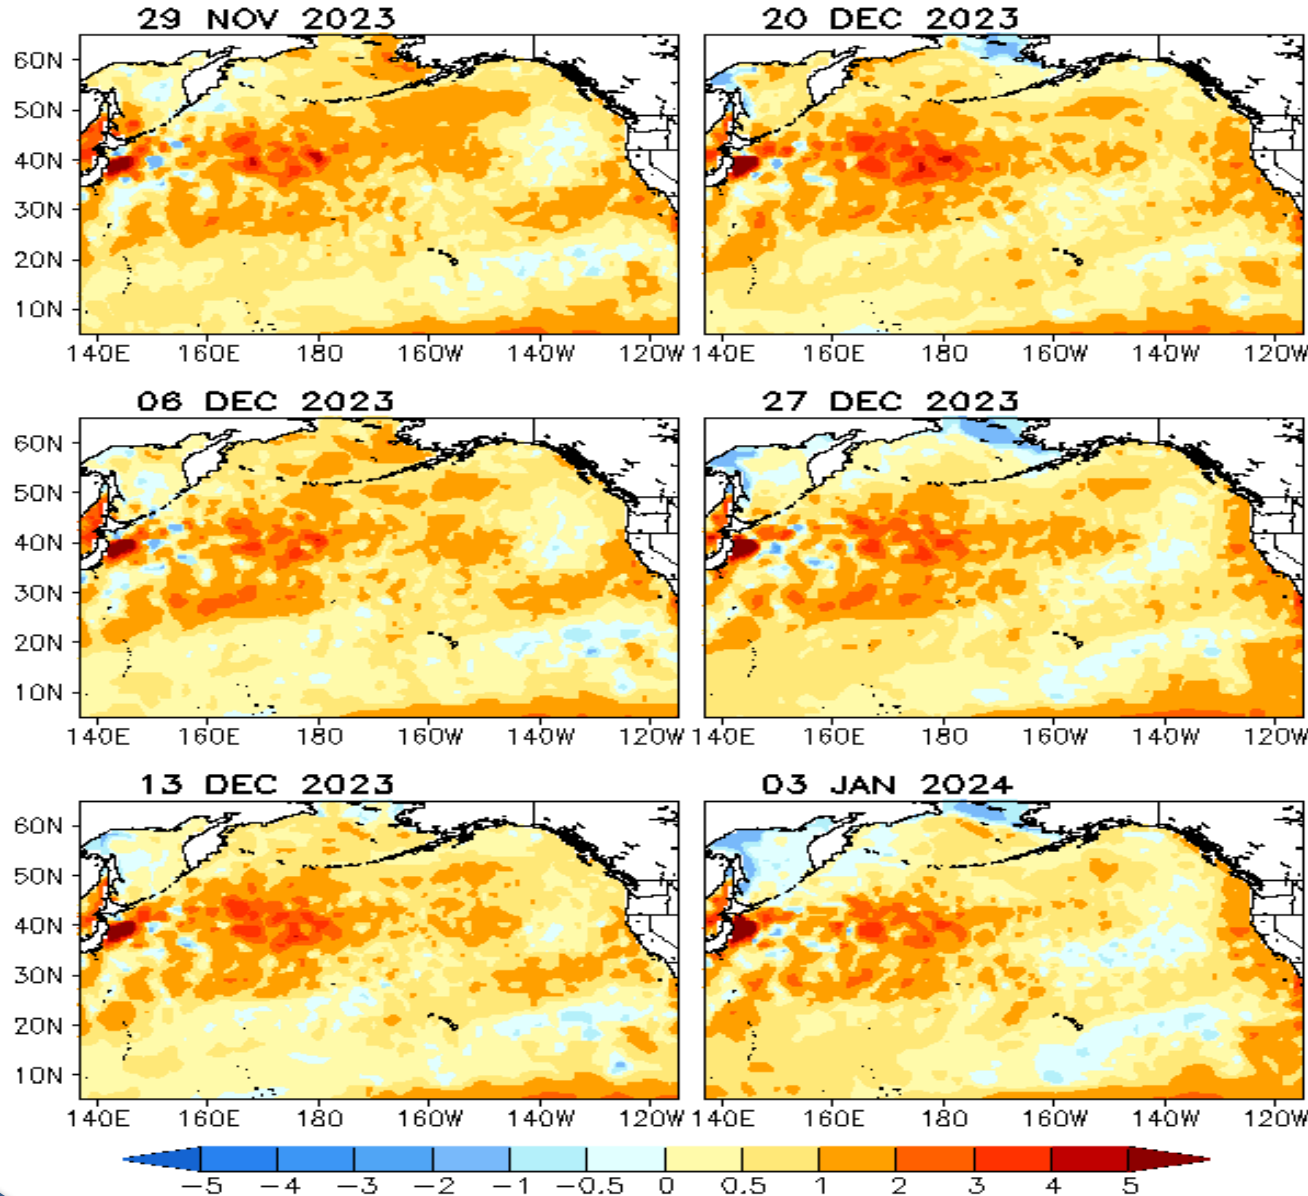 29 NOV 2023
20 DEC 2023
60N
50N
40N
30N
20N
10N
140E 160E 180 160W 140W 120W 140E 160E 180 160W 140W 120W
06 DEC 2023
27 DEC 2023
60N
50N
40N
30N
20N
10N
140E 160E 180 160W 140W 120W 140E 160E 180 160W 140W 120W
13 DEC 2023
03 JAN 2024
60N
50N
40N
30N
20N
10N
140E 160E 180 160W 140W 120W 140E 160E 180 160W 140W 120W
-5 -4 -3 -2 -1 -0.5 0 0.5 1 2 3 4 5